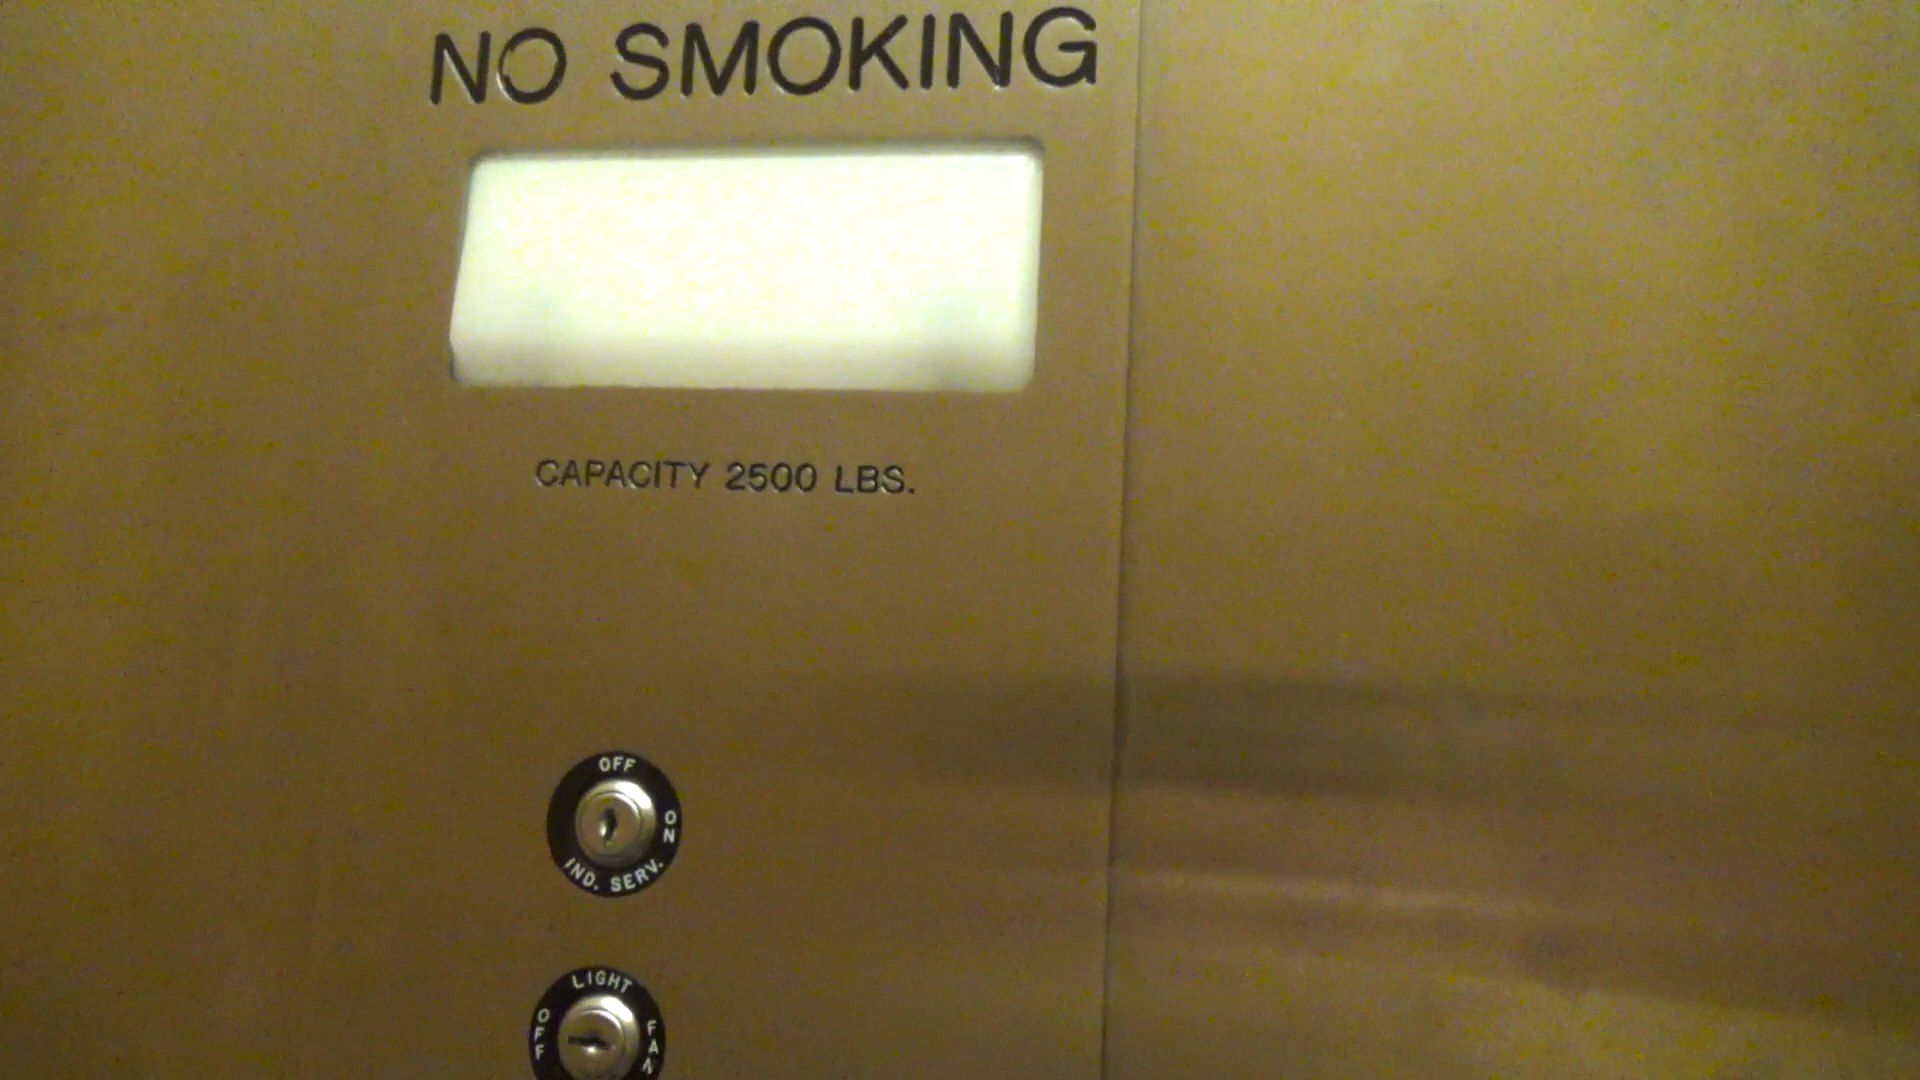 NO SMOKING
CAPACITY 2500 LBS.
OFF
ON
IND. SERV.
LIGHT
OFF
FAN